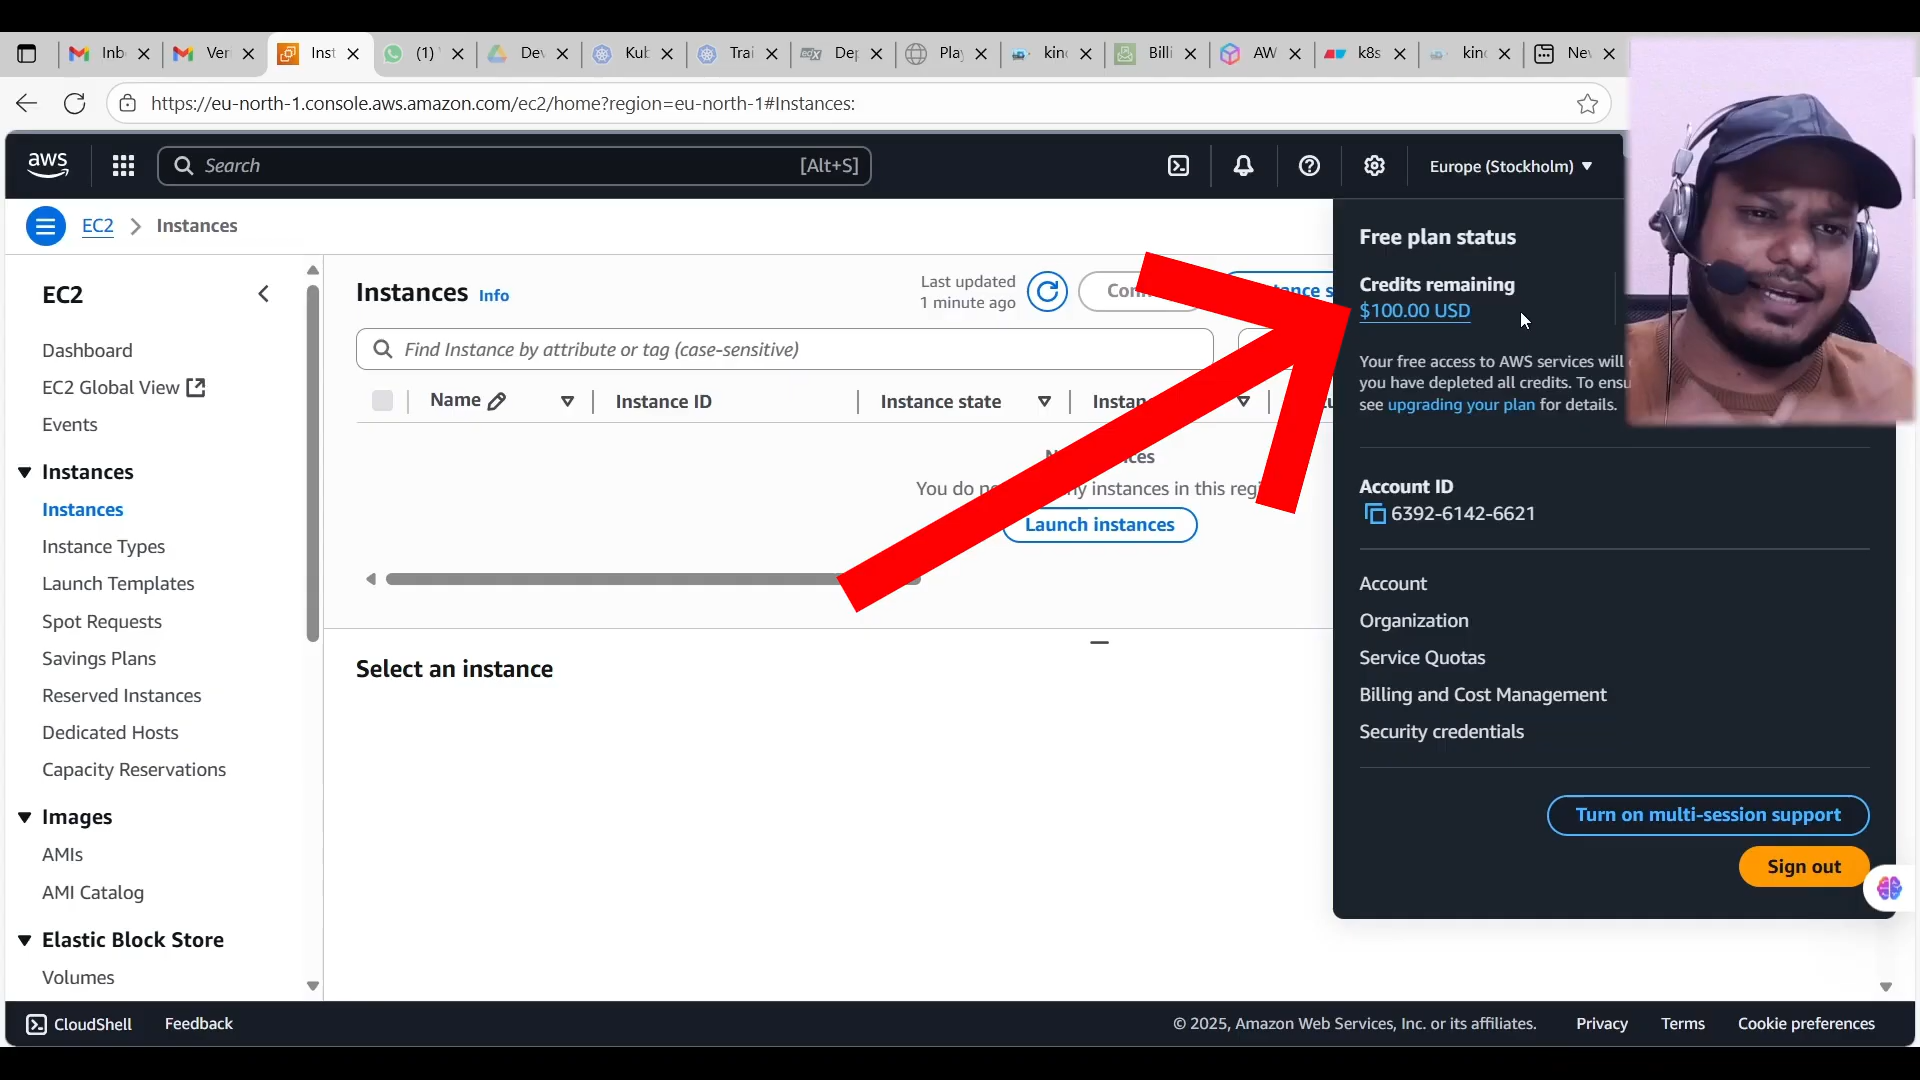 Inb
Ver
Inst
(1)
Dev
Kub
Trai
EQX
Dep
Play
kind
Billi
AW
k8s
kind
Nev
https://eu-north-1.console.aws.amazon.com/ec2/home?region=eu-north-1#Instances:
aws
Search
[Alt+S]
Europe (Stockholm)
EC2
Instances
EC2
Dashboard
EC2 Global View
Events
Instances
Instances
Instance Types
Launch Templates
Spot Requests
Savings Plans
Reserved Instances
Dedicated Hosts
Capacity Reservations
Images
AMIs
AMI Catalog
Elastic Block Store
Volumes
Instances Info
Last updated
1 minute ago
Find Instance by attribute or tag (case-sensitive)
Name
Instance ID
Instance state
You do
instances in this
Launch instances
Select an instance
Free plan status
Credits remaining
$100.00 USD
Your free access to AWS services will
you have depleted all credits. To
see upgrading your plan for details.
Account ID
6392-6142-6621
Account
Organization
Service Quotas
Billing and Cost Management
Security credentials
Turn on multi-session support
Sign out
CloudShell
Feedback
© 2025, Amazon Web Services, Inc. or its affiliates.
Privacy
Terms
Cookie preferences